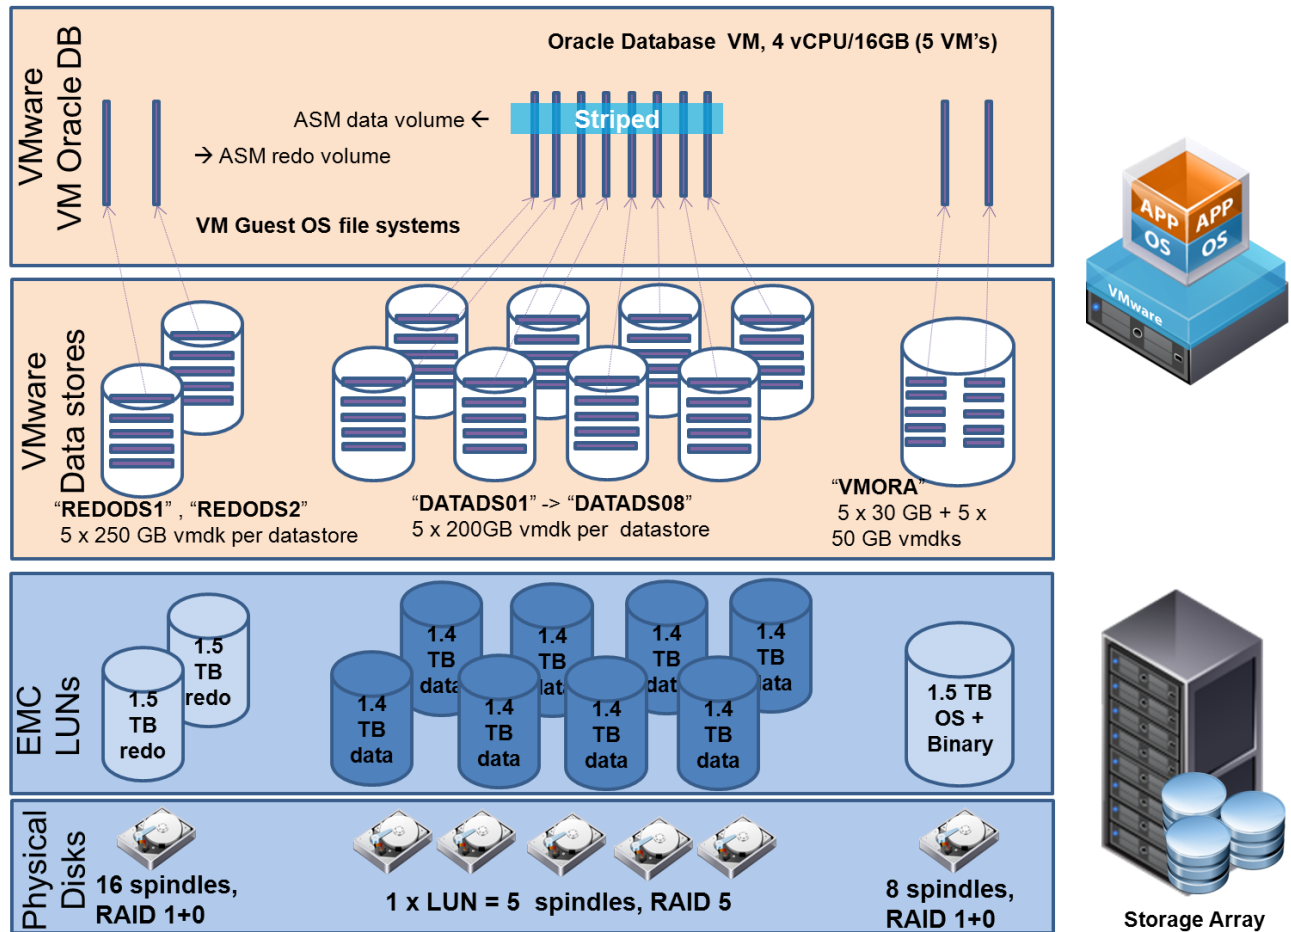 VMware
VM Oracle DB
Oracle Database VM, 4 vCPU/16GB (5 VM's)
ASM data volume ←
Striped
→ ASM redo volume
VM Guest OS file systems
APP
APP
OS
OS
VMware
VMware
Data stores
"REDODS1" , "REDODS2"
5 x 250 GB vmdk per datastore
"DATADS01" -> "DATADS08"
5 x 200GB vmdk per datastore
"VMORA"
5 x 30 GB + 5 x
50 GB vmdks
EMC
LUNs
1.5
TB
redo
1.5
TB
redo
1.4
TB
data
1.4
TB
data
1.4
TB
data
1.4
TB
data
1.4
TB
data
1.4
TB
data
1.4
TB
data
1.4
TB
data
1.5 TB
OS +
Binary
Physical
Disks
16 spindles,
RAID 1+0
1 x LUN = 5 spindles, RAID 5
8 spindles,
RAID 1+0
Storage Array